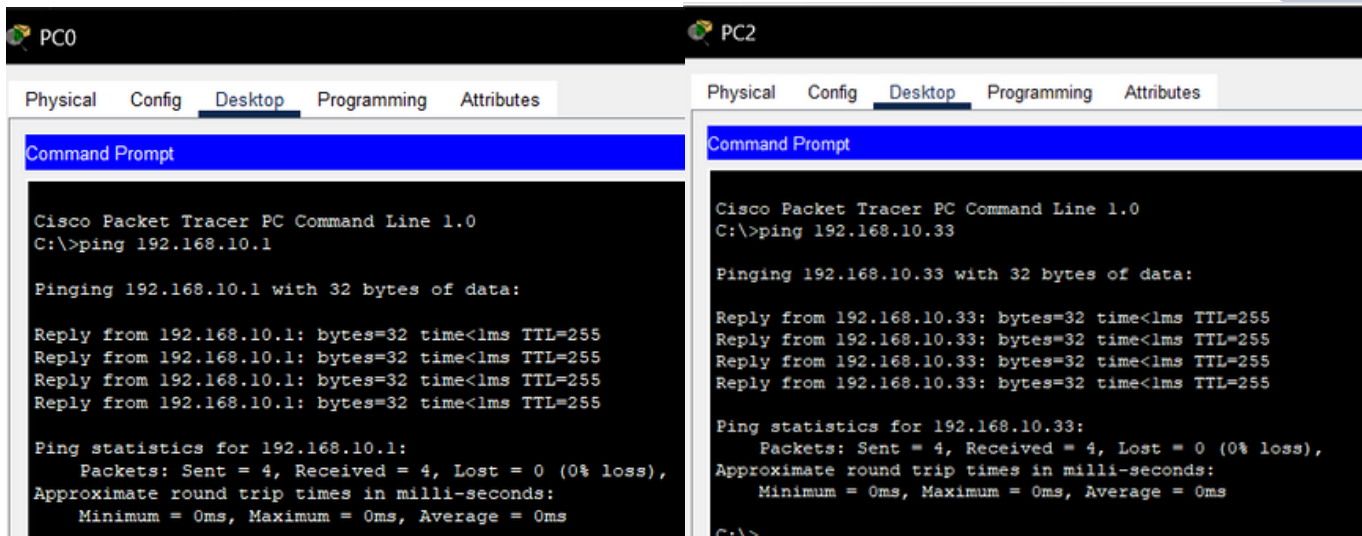 PC0
Physical Config Desktop Programming Attributes
Command Prompt
Cisco Packet Tracer PC Command Line 1.0
C:\>ping 192.168.10.1
Pinging 192.168.10.1 with 32 bytes of data:
Reply from 192.168.10.1: bytes=32 time<1ms TTL=255
Reply from 192.168.10.1: bytes=32 time<1ms TTL=255
Reply from 192.168.10.1: bytes=32 time<1ms TTL=255
Reply from 192.168.10.1: bytes=32 time<1ms TTL=255
Ping statistics for 192.168.10.1:
Packets: Sent = 4, Received = 4, Lost = 0 (0% loss),
Approximate round trip times in milli-seconds:
Minimum = 0ms, Maximum = 0ms, Average = 0ms
PC2
Physical Config Desktop Programming Attributes
Command Prompt
Cisco Packet Tracer PC Command Line 1.0
C:\>ping 192.168.10.33
Pinging 192.168.10.33 with 32 bytes of data:
Reply from 192.168.10.33: bytes=32 time<1ms TTL=255
Reply from 192.168.10.33: bytes=32 time<1ms TTL=255
Reply from 192.168.10.33: bytes=32 time<1ms TTL=255
Reply from 192.168.10.33: bytes=32 time<1ms TTL=255
Ping statistics for 192.168.10.33:
Packets: Sent = 4, Received = 4, Lost = 0 (0% loss),
Approximate round trip times in milli-seconds:
Minimum = 0ms, Maximum = 0ms, Average = 0ms
C:\>